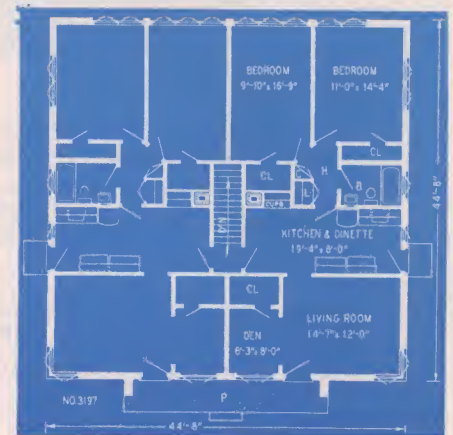 BEDROOM
9'-10" x 16'-9"
BEDROOM
11'-0" x 14'-4"
CL
CL
H
L
B
44'-8"
KITCHEN & DINETTE
19'-4" x 8'-0"
CL
LIVING ROOM
14'-7" x 12'-0"
DEN
6'-3" x 8'-0"
NO. 3197
P
44'-8"